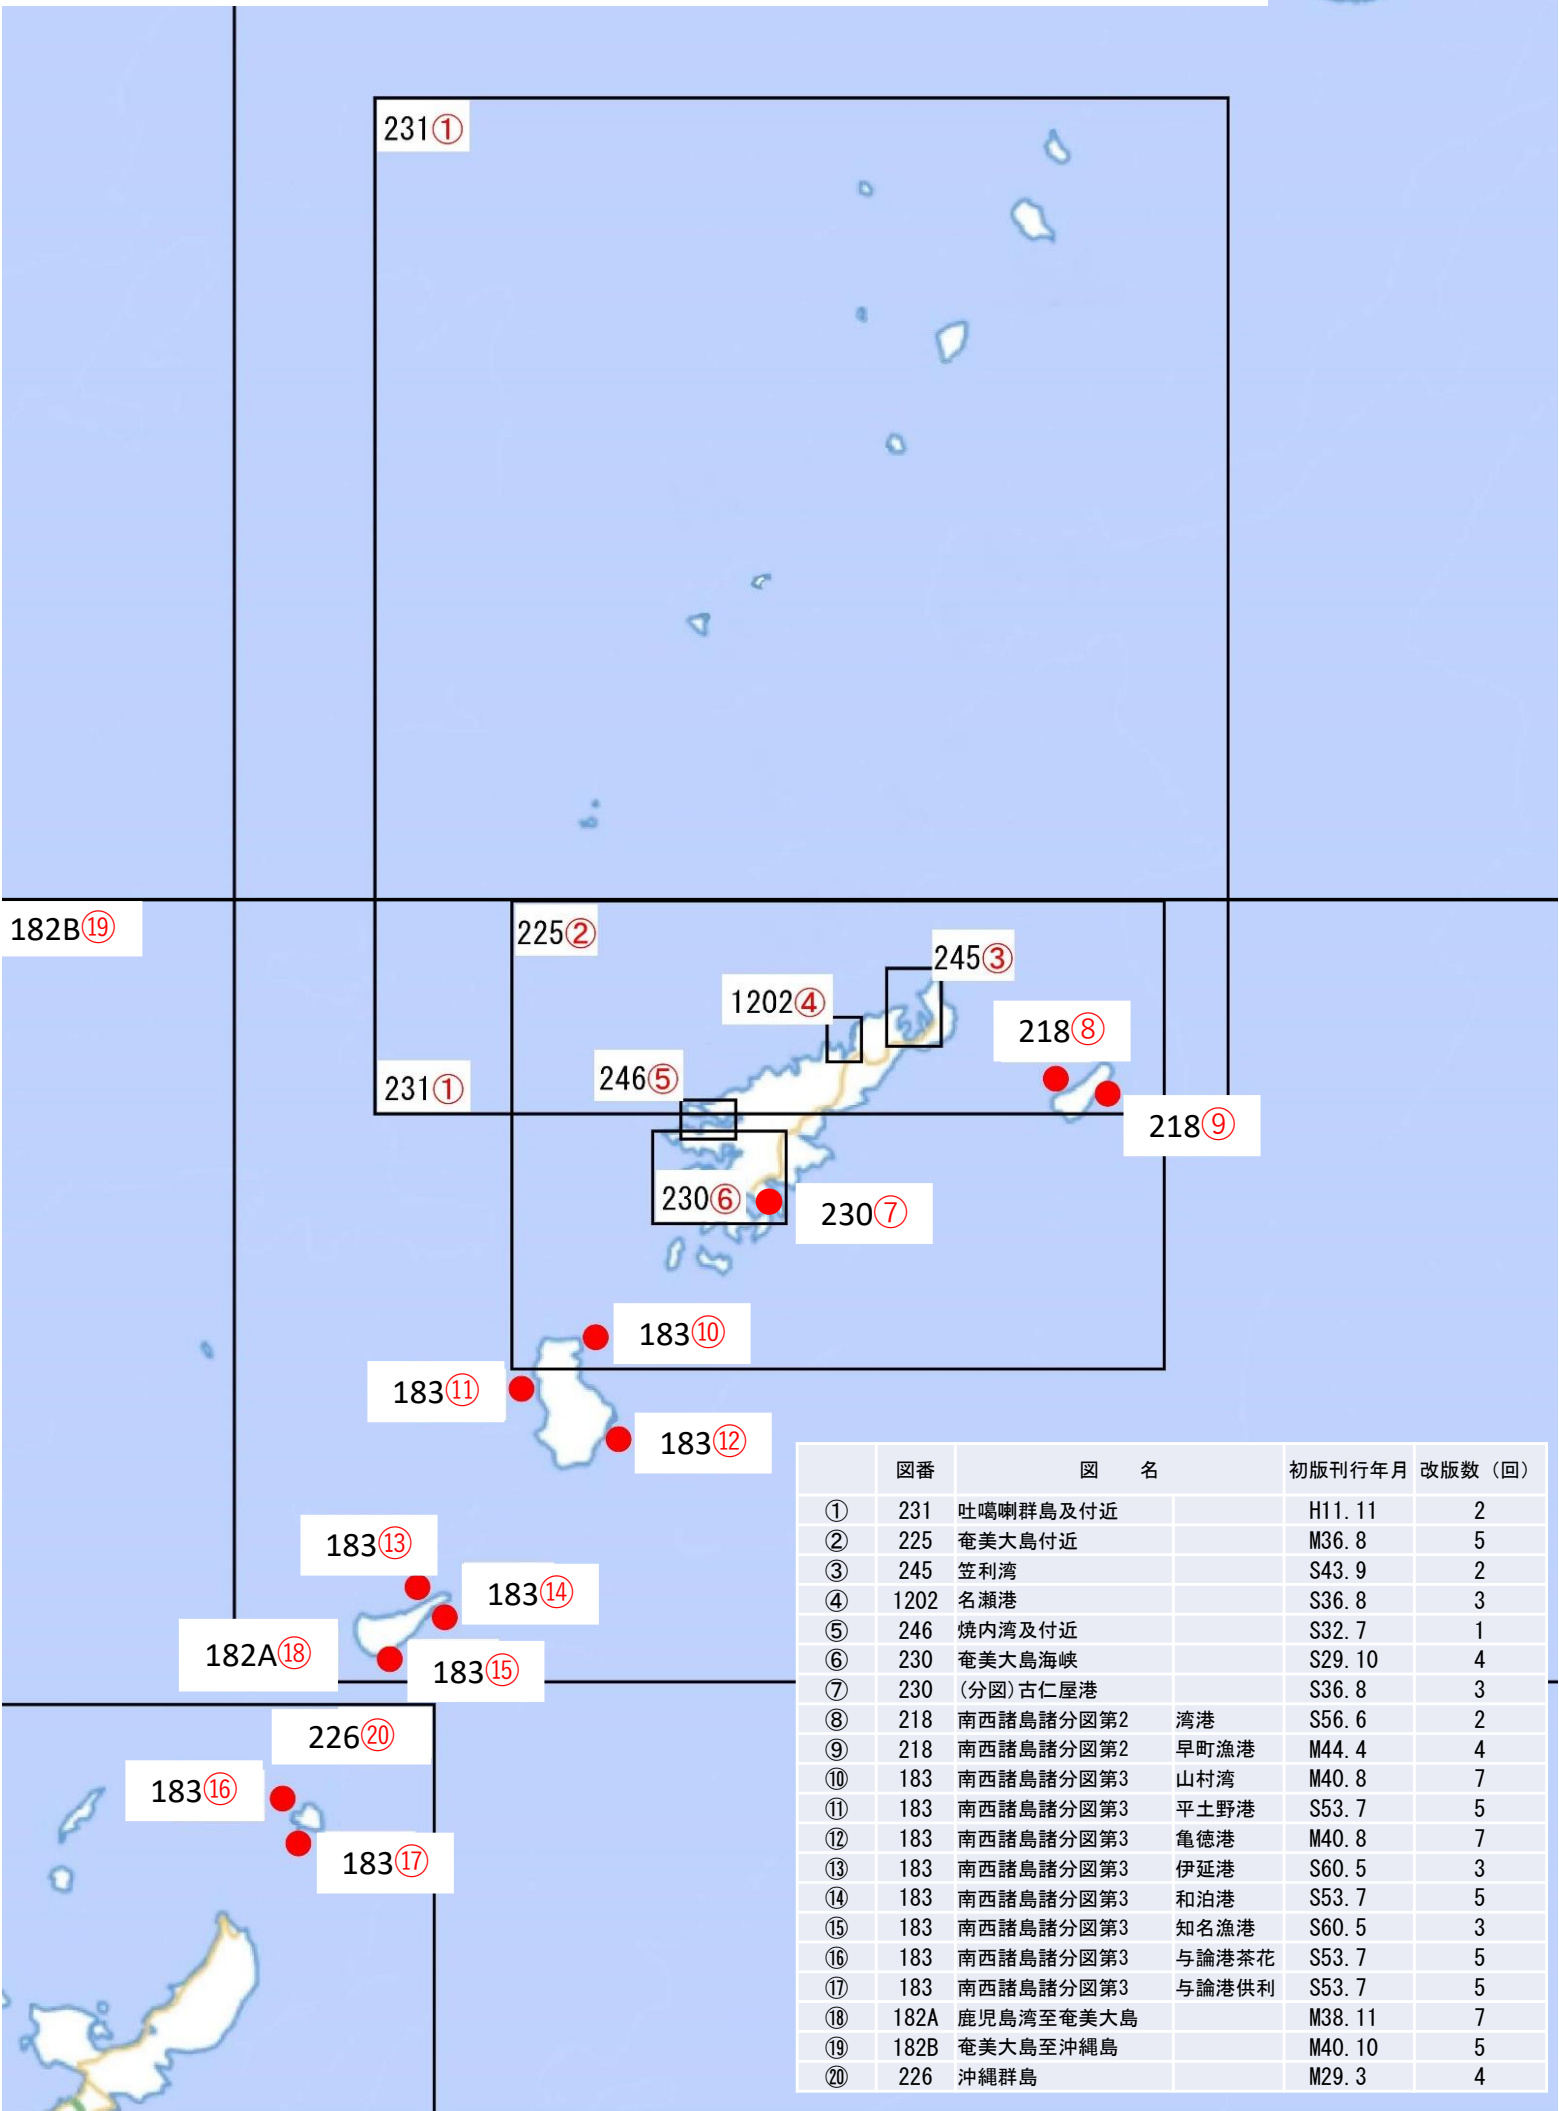 231①
182B⑲
225②
245③
1202④
218⑧
246⑤
231①
218⑨
230⑥
230⑦
183⑩
183⑪
183⑫
183⑬
183⑭
182A⑱
183⑮
226⑳
183⑯
183⑰
図番 図 名 初版刊行年月 改版数（回）
① 231 吐噶喇群島及付近 H11.11 2
② 225 奄美大島付近 M36.8 5
③ 245 笠利湾 S43.9 2
④ 1202 名瀬港 S36.8 3
⑤ 246 焼内湾及付近 S32.7 1
⑥ 230 奄美大島海峡 S29.10 4
⑦ 230 (分図)古仁屋港 S36.8 3
⑧ 218 南西諸島諸分図第2 湾港 S56.6 2
⑨ 218 南西諸島諸分図第2 早町漁港 M44.4 4
⑩ 183 南西諸島諸分図第3 山村湾 M40.8 7
⑪ 183 南西諸島諸分図第3 平土野港 S53.7 5
⑫ 183 南西諸島諸分図第3 亀徳港 M40.8 7
⑬ 183 南西諸島諸分図第3 伊延港 S60.5 3
⑭ 183 南西諸島諸分図第3 和泊港 S53.7 5
⑮ 183 南西諸島諸分図第3 知名漁港 S60.5 3
⑯ 183 南西諸島諸分図第3 与論港茶花 S53.7 5
⑰ 183 南西諸島諸分図第3 与論港供利 S53.7 5
⑱ 182A 鹿児島湾至奄美大島 M38.11 7
⑲ 182B 奄美大島至沖縄島 M40.10 5
⑳ 226 沖縄群島 M29.3 4